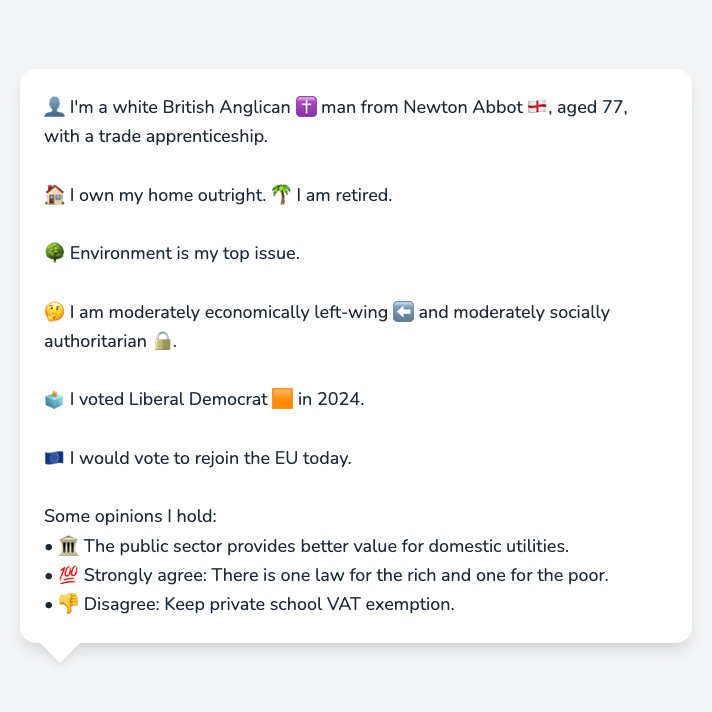 👤 I'm a white British Anglican ✝️ man from Newton Abbot 🏴󠁧󠁢󠁥󠁮󠁧󠁿, aged 77,
with a trade apprenticeship.
🏠 I own my home outright. 🌴 I am retired.
🌳 Environment is my top issue.
🤔 I am moderately economically left-wing ⬅️ and moderately socially
authoritarian 🔒.
🗳️ I voted Liberal Democrat 🟧 in 2024.
🇪🇺 I would vote to rejoin the EU today.
Some opinions I hold:
• 🏛️ The public sector provides better value for domestic utilities.
• 💯 Strongly agree: There is one law for the rich and one for the poor.
• 👎 Disagree: Keep private school VAT exemption.